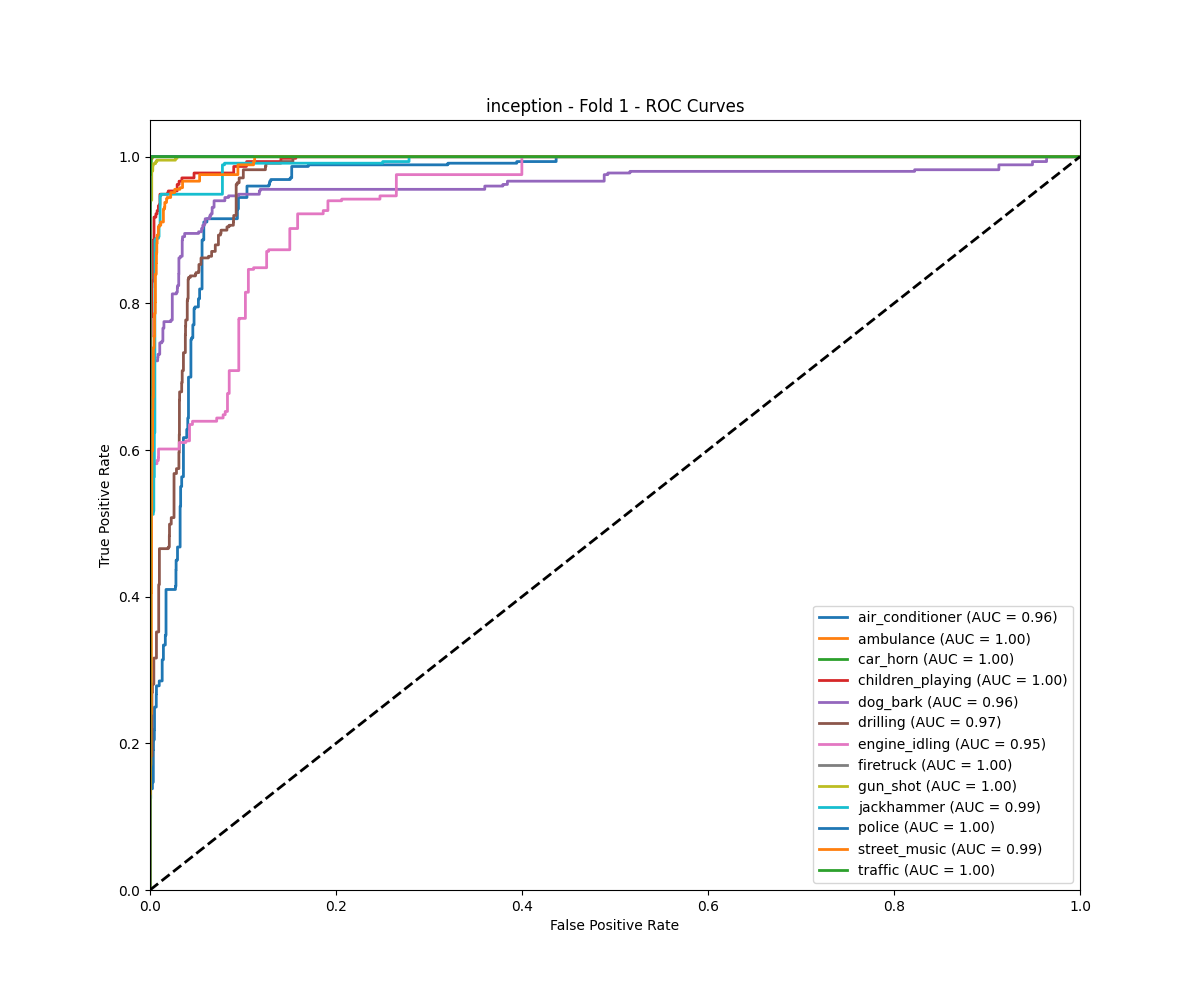 inception - Fold 1 - ROC Curves
True Positive Rate
1.0
0.8
0.6
0.4
0.2
0.0
air_conditioner (AUC = 0.96)
ambulance (AUC = 1.00)
car_horn (AUC = 1.00)
children_playing (AUC = 1.00)
dog_bark (AUC = 0.96)
drilling (AUC = 0.97)
engine_idling (AUC = 0.95)
firetruck (AUC = 1.00)
gun_shot (AUC = 1.00)
jackhammer (AUC = 0.99)
police (AUC = 1.00)
street_music (AUC = 0.99)
traffic (AUC = 1.00)
0.0 0.2 0.4 0.6 0.8 1.0
False Positive Rate